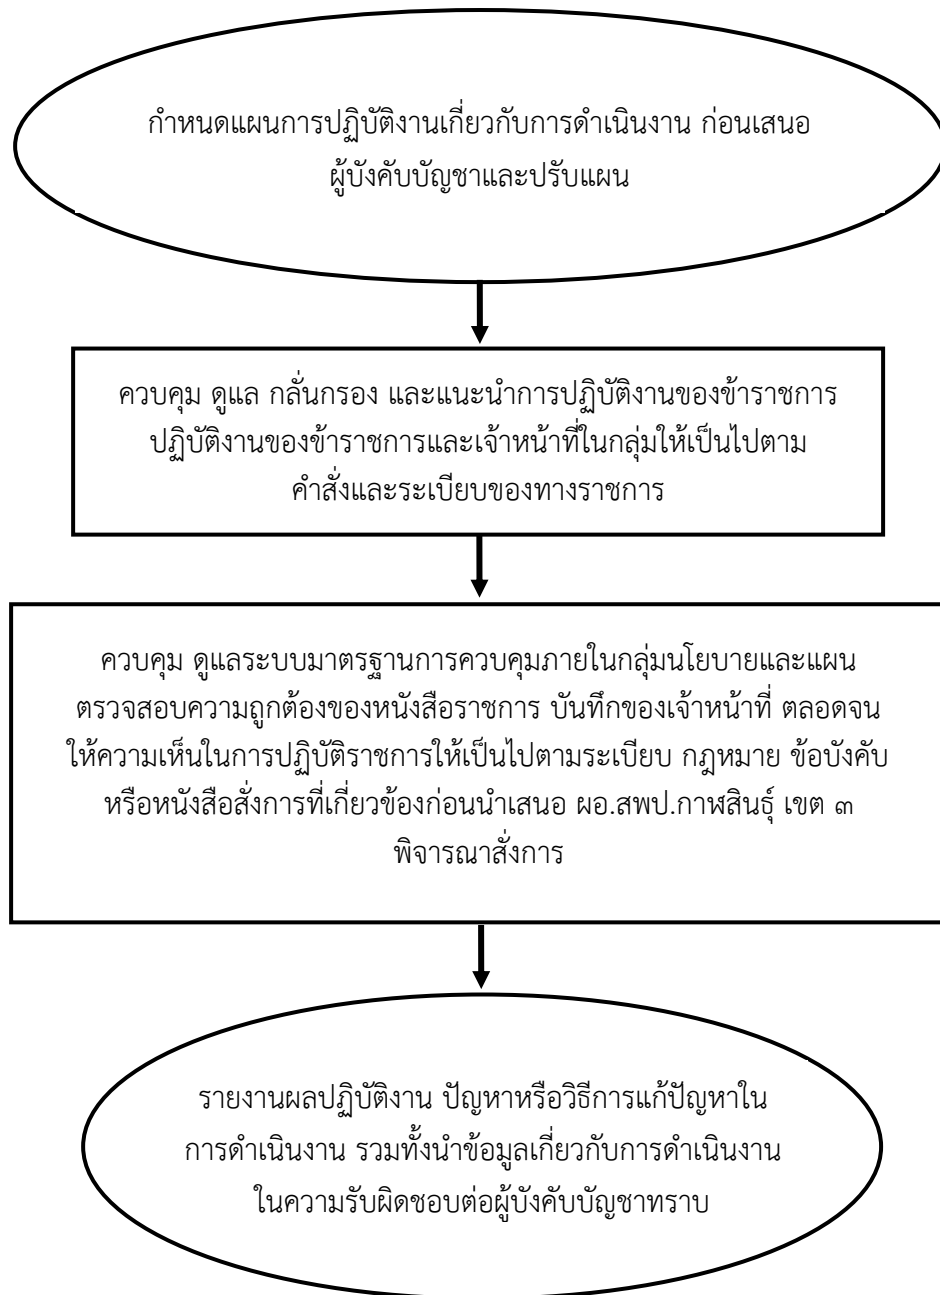 กำหนดแผนการปฏิบัติงานเกี่ยวกับการดำเนินงาน ก่อนเสนอ
ผู้บังคับบัญชาและปรับแผน
ควบคุม ดูแล กลั่นกรอง และแนะนำการปฏิบัติงานของข้าราชการ
ปฏิบัติงานของข้าราชการและเจ้าหน้าที่ในกลุ่มให้เป็นไปตาม
คำสั่งและระเบียบของทางราชการ
ควบคุม ดูแลระบบมาตรฐานการควบคุมภายในกลุ่มนโยบายและแผน
ตรวจสอบความถูกต้องของหนังสือราชการ บันทึกของเจ้าหน้าที่ ตลอดจน
ให้ความเห็นในการปฏิบัติราชการให้เป็นไปตามระเบียบ กฎหมาย ข้อบังคับ
หรือหนังสือสั่งการที่เกี่ยวข้องก่อนนำเสนอ ผอ.สพป.กาฬสินธุ์ เขต ๓
พิจารณาสั่งการ
รายงานผลปฏิบัติงาน ปัญหาหรือวิธีการแก้ปัญหาใน
การดำเนินงาน รวมทั้งนำข้อมูลเกี่ยวกับการดำเนินงาน
ในความรับผิดชอบต่อผู้บังคับบัญชาทราบ